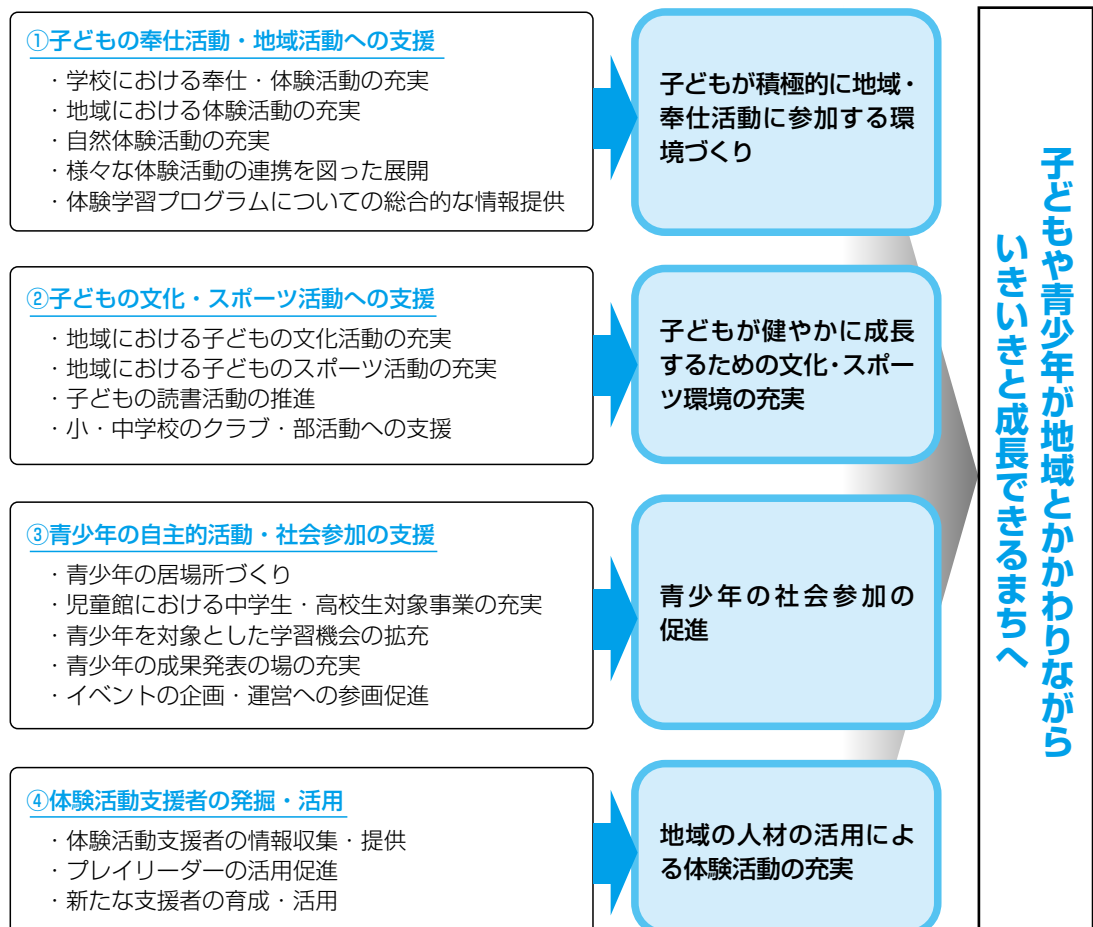 ①子どもの奉仕活動・地域活動への支援
・学校における奉仕・体験活動の充実
・地域における体験活動の充実
・自然体験活動の充実
・様々な体験活動の連携を図った展開
・体験学習プログラムについての総合的な情報提供
子どもが積極的に地域・
奉仕活動に参加する環
境づくり
②子どもの文化・スポーツ活動への支援
・地域における子どもの文化活動の充実
・地域における子どものスポーツ活動の充実
・子どもの読書活動の推進
・小・中学校のクラブ・部活動への支援
子どもが健やかに成長
するための文化・スポー
ツ環境の充実
③青少年の自主的活動・社会参加の支援
・青少年の居場所づくり
・児童館における中学生・高校生対象事業の充実
・青少年を対象とした学習機会の拡充
・青少年の成果発表の場の充実
・イベントの企画・運営への参画促進
青少年の社会参加の
促進
④体験活動支援者の発掘・活用
・体験活動支援者の情報収集・提供
・プレイリーダーの活用促進
・新たな支援者の育成・活用
地域の人材の活用によ
る体験活動の充実
子どもや青少年が地域とかかわりながら
いきいきと成長できるまちへ